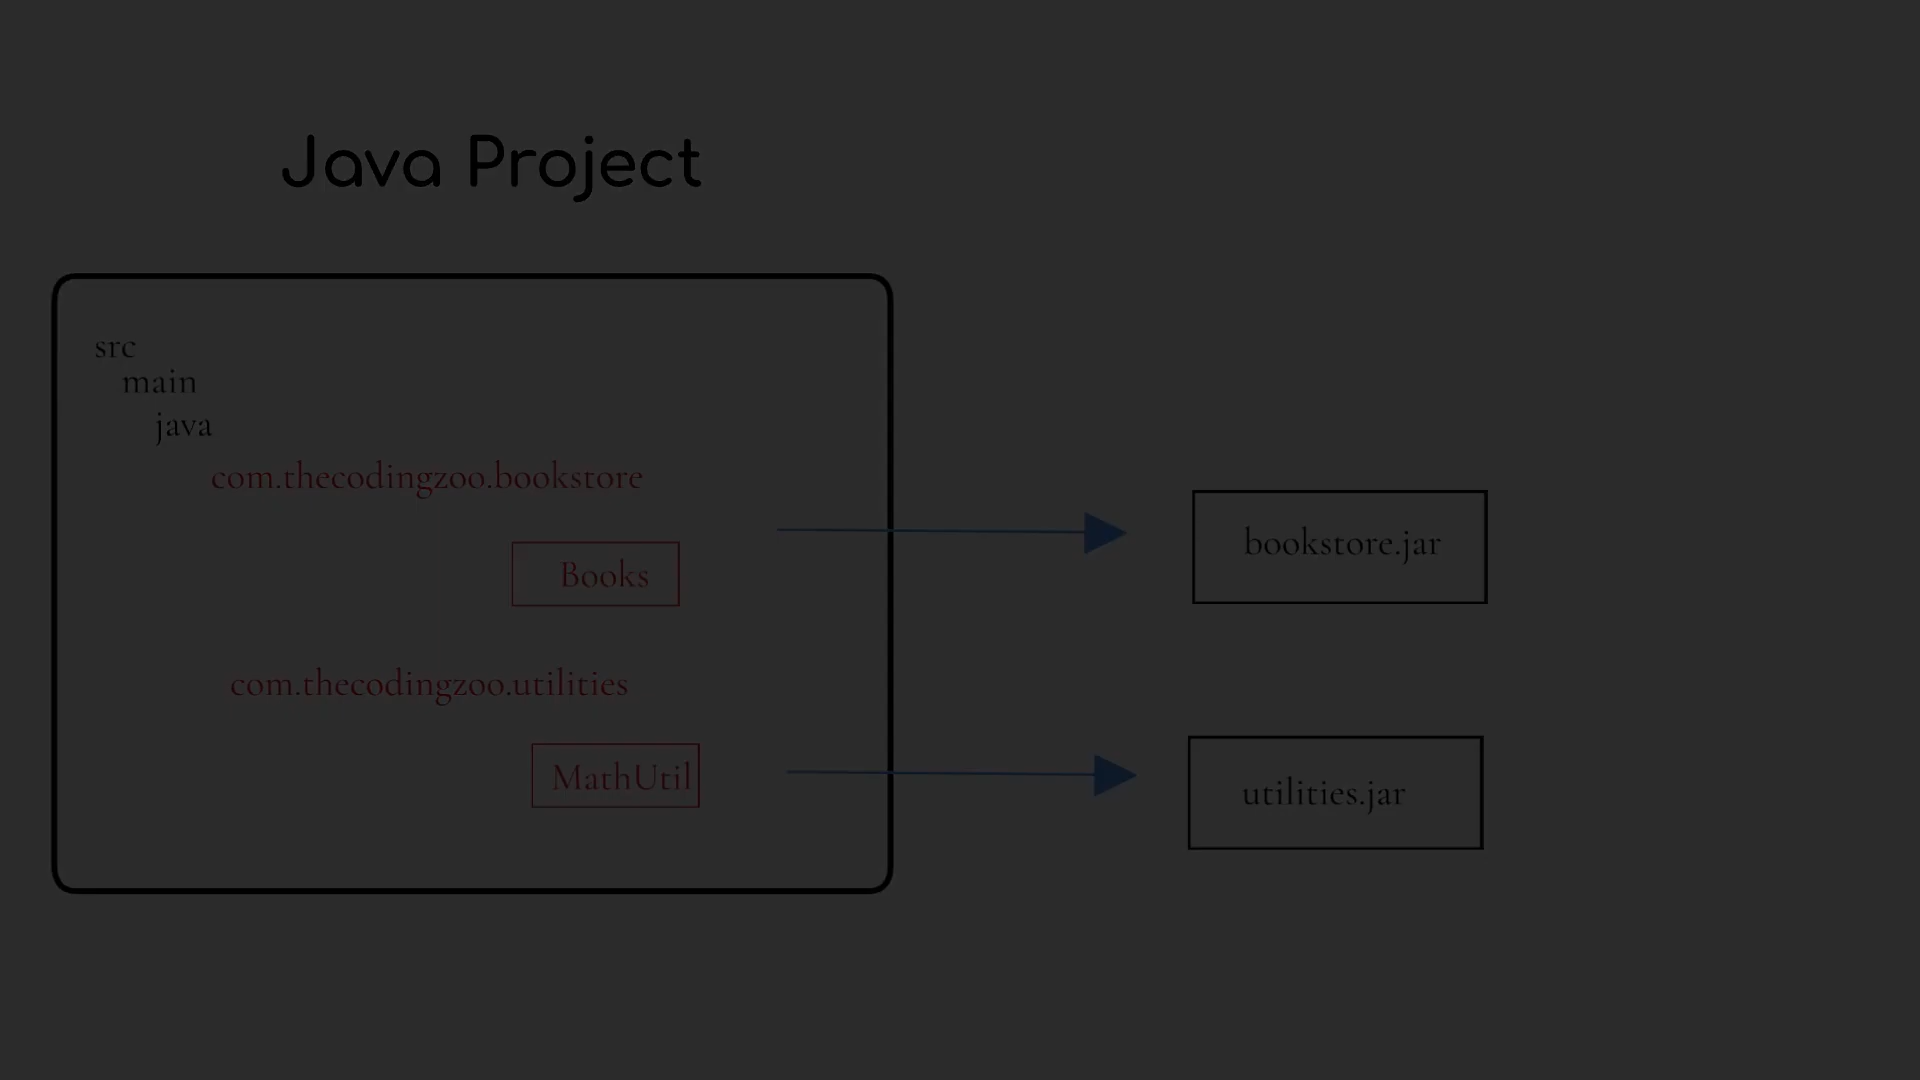 Java Project
src
main
java
com.thecodingzoo.bookstore
Books
com.thecodingzoo.utilities
MathUtil
bookstore.jar
utilities.jar